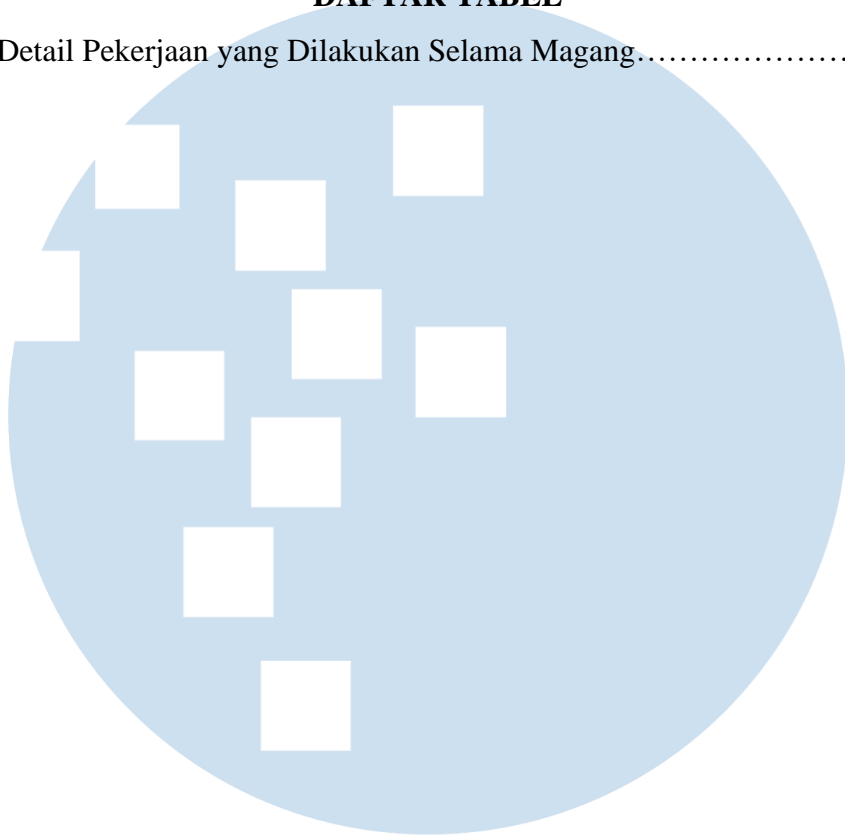 DAFTAR TABEL
Detail Pekerjaan yang Dilakukan Selama Magang…………………